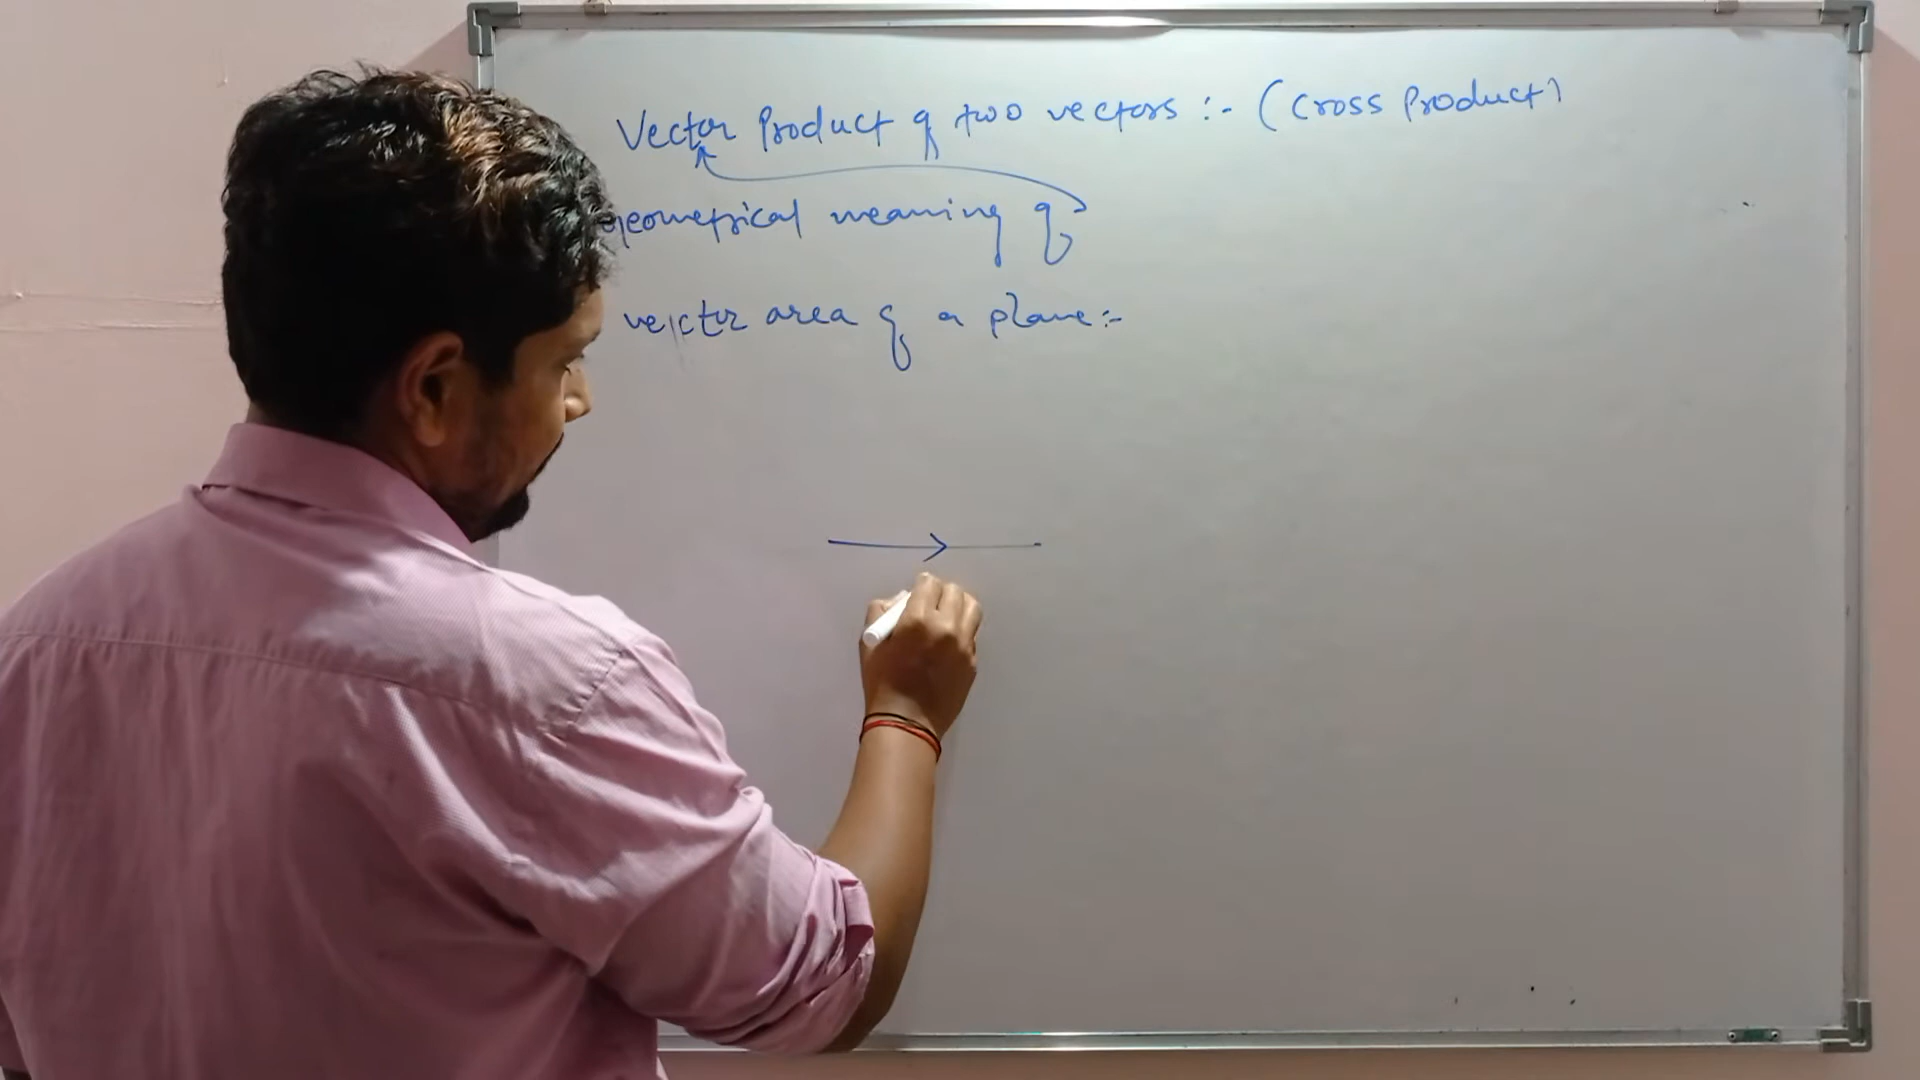 Vector Product of two vectors :- (Cross Product)
geometrical meaning of
vector area of a plane :-